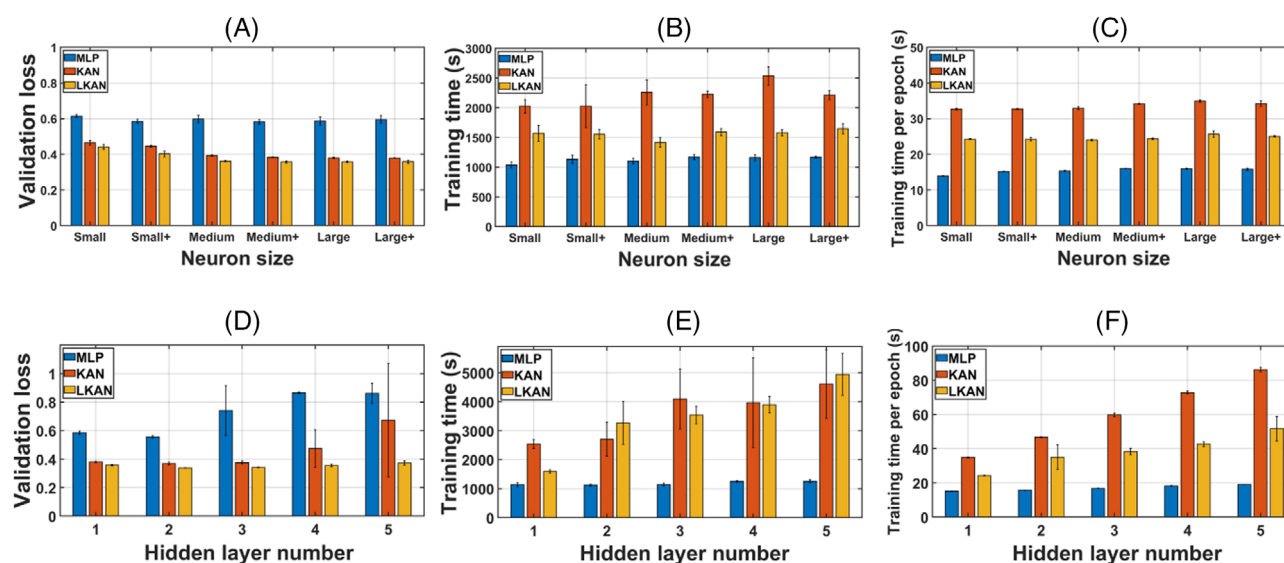 (A)
Validation loss
1
0.8
0.6
0.4
0.2
0
MLP
KAN
LKAN
Small Small+ Medium Medium+ Large Large+
Neuron size
(B)
Training time (s)
3000
2500
2000
1500
1000
500
0
MLP
KAN
LKAN
Small Small+ Medium Medium+ Large Large+
Neuron size
(C)
Training time per epoch (s)
50
40
30
20
10
0
MLP
KAN
LKAN
Small Small+ Medium Medium+ Large Large+
Neuron size
(D)
Validation loss
1
0.8
0.6
0.4
0.2
0
MLP
KAN
LKAN
1 2 3 4 5
Hidden layer number
(E)
Training time (s)
5000
4000
3000
2000
1000
0
MLP
KAN
LKAN
1 2 3 4 5
Hidden layer number
(F)
Training time per epoch (s)
100
80
60
40
20
0
MLP
KAN
LKAN
1 2 3 4 5
Hidden layer number